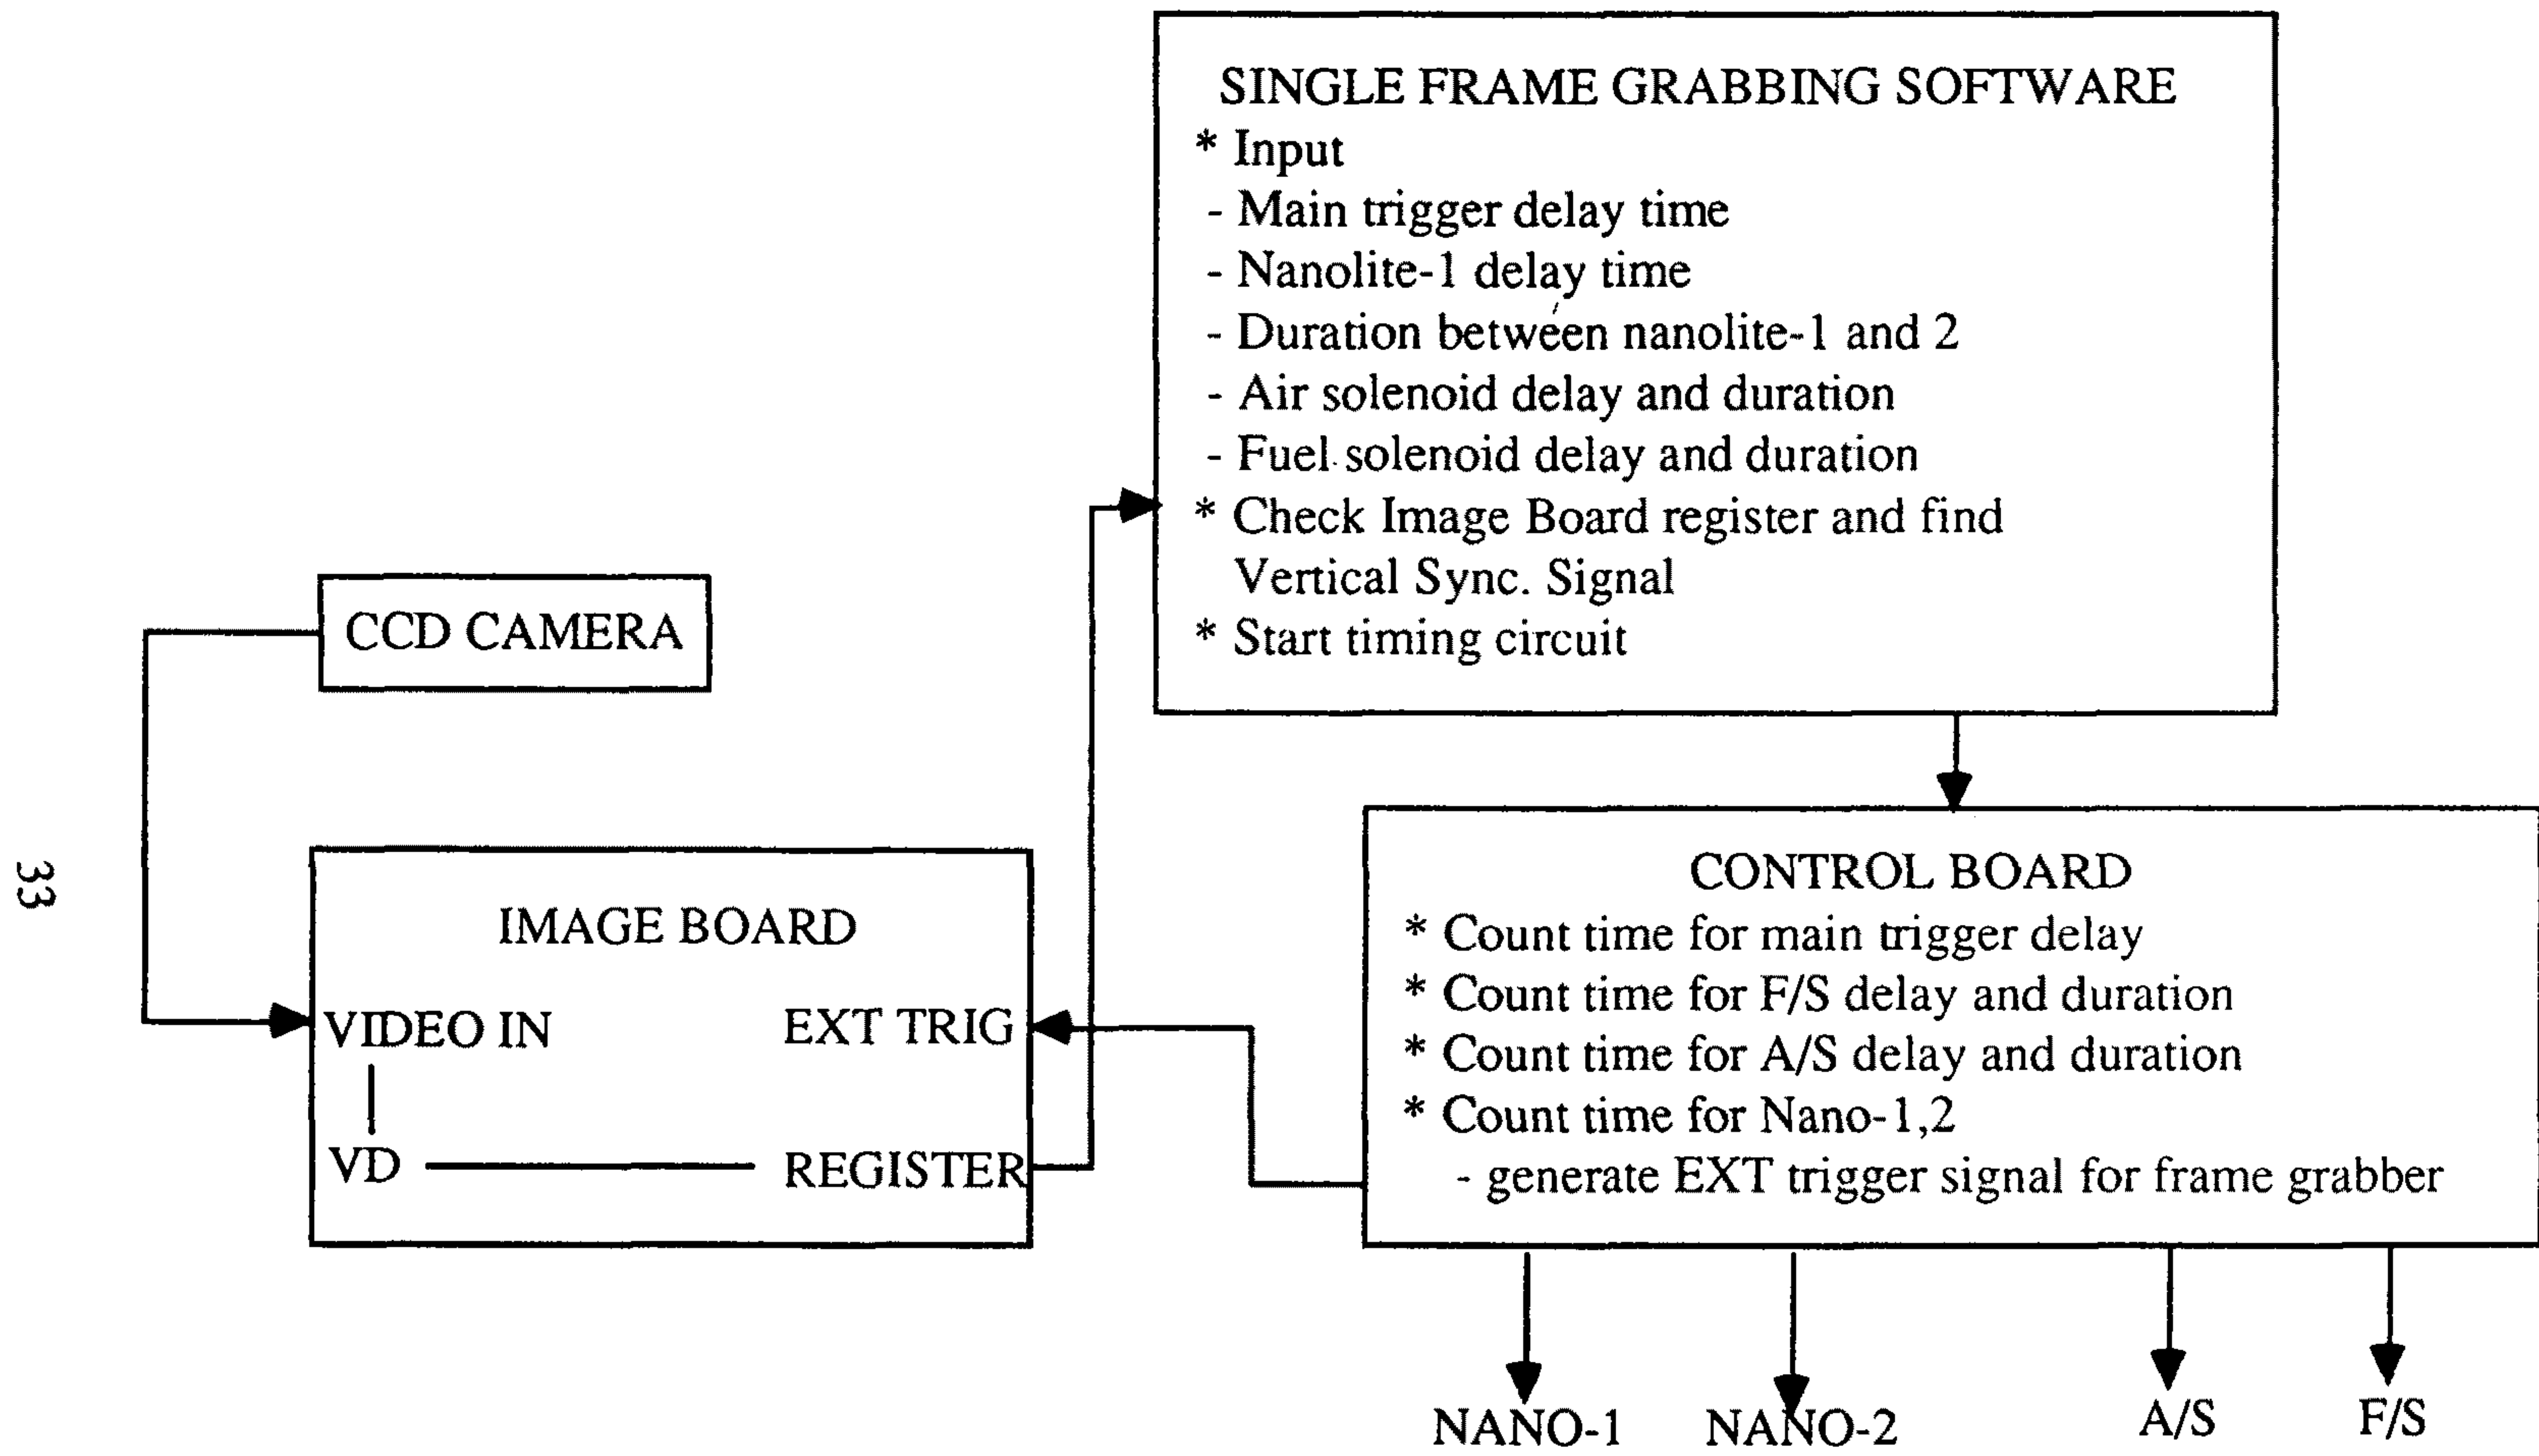 SINGLE FRAME GRABBING SOFTWARE
* Input
- Main trigger delay time
- Nanolite-1 delay time
- Duration between nanolite-1 and 2
- Air solenoid delay and duration
- Fuel solenoid delay and duration
* Check Image Board register and find
Vertical Sync. Signal
* Start timing circuit
CCD CAMERA
IMAGE BOARD
VIDEO IN
EXT TRIG
VD
REGISTER
CONTROL BOARD
* Count time for main trigger delay
* Count time for F/S delay and duration
* Count time for A/S delay and duration
* Count time for Nano-1,2
- generate EXT trigger signal for frame grabber
NANO-1
NANO-2
A/S
F/S
33